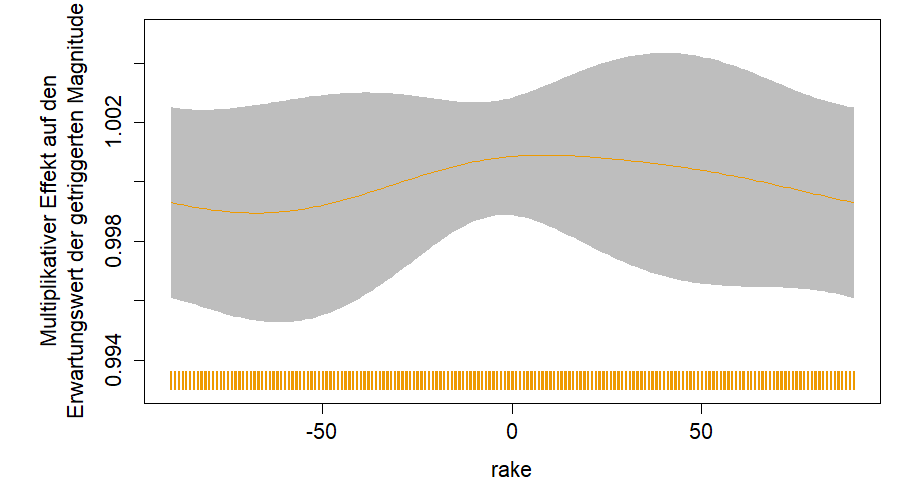 Multiplikativer Effekt auf den
Erwartungswert der getriggerten Magnitude
1.002
0.998
0.994
-50
0
50
rake